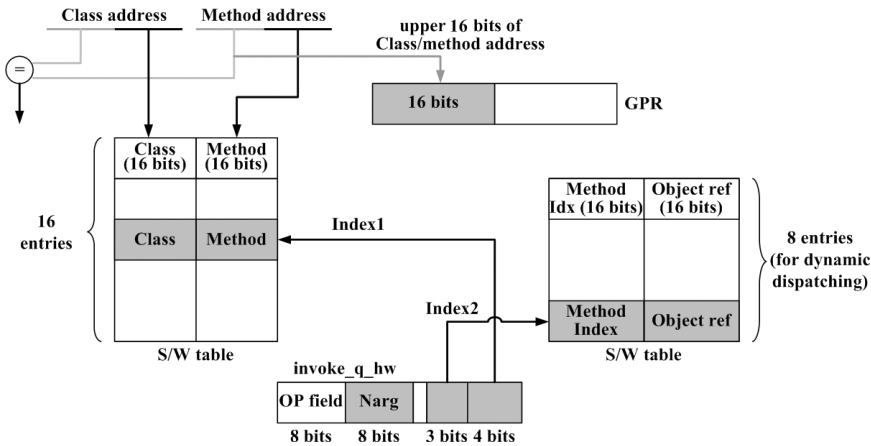 Class address
Method address
upper 16 bits of
Class/method address
=
16 bits
GPR
Class
(16 bits)
Method
(16 bits)
16
entries
Class
Method
Index1
S/W table
Method
Idx (16 bits)
Object ref
(16 bits)
8 entries
(for dynamic
dispatching)
Index2
Method
Index
Object ref
S/W table
invoke_q_hw
OP field
Narg
8 bits
8 bits
3 bits
4 bits